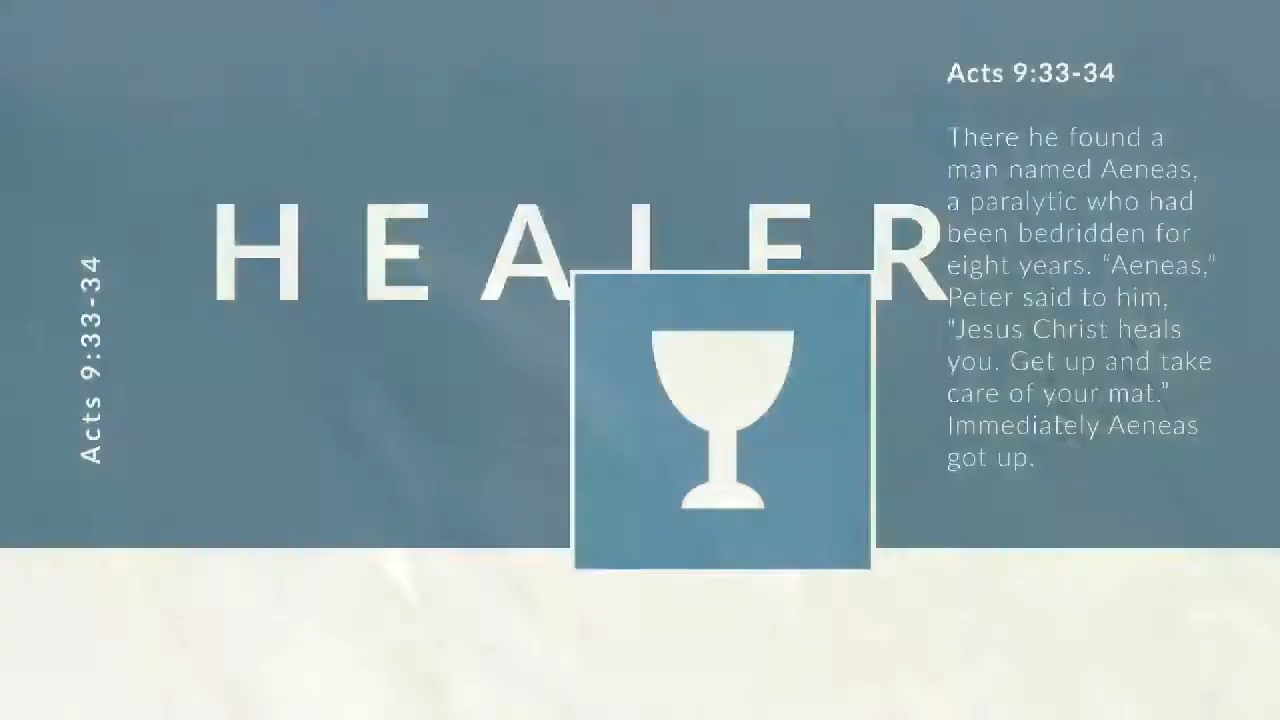 Acts 9:33-34
HEALER
Acts 9:33-34
There he found a
man named Aeneas,
a paralytic who had
been bedridden for
eight years. “Aeneas,”
Peter said to him,
“Jesus Christ heals
you. Get up and take
care of your mat.”
Immediately Aeneas
got up.